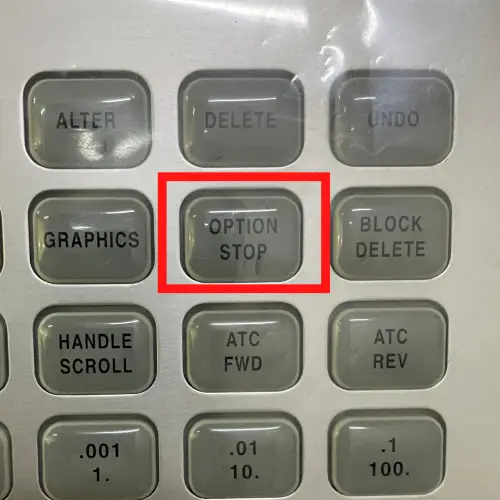 ALTER
DELETE
UNDO
GRAPHICS
OPTION
STOP
BLOCK
DELETE
HANDLE
SCROLL
ATC
FWD
ATC
REV
.001
1.
.01
10.
.1
100.